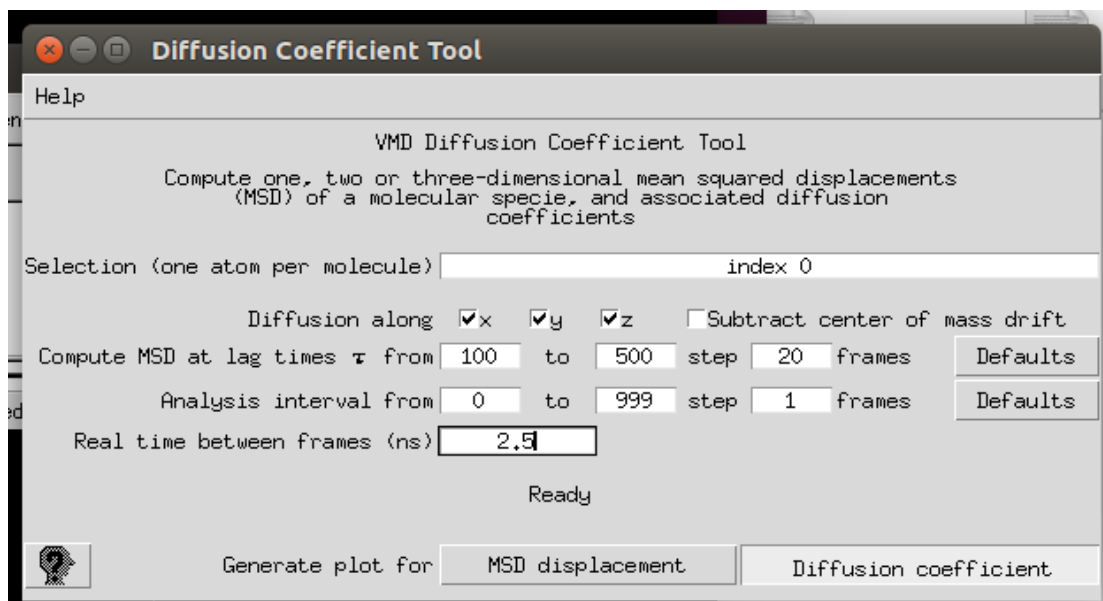 Diffusion Coefficient Tool
Help
VMD Diffusion Coefficient Tool
Compute one, two or three-dimensional mean squared displacements
(MSD) of a molecular specie, and associated diffusion
coefficients
Selection (one atom per molecule) index 0
Diffusion along x y z Subtract center of mass drift
Compute MSD at lag times τ from 100 to 500 step 20 frames Defaults
Analysis interval from 0 to 999 step 1 frames Defaults
Real time between frames (ns) 2.5
Ready
Generate plot for MSD displacement Diffusion coefficient